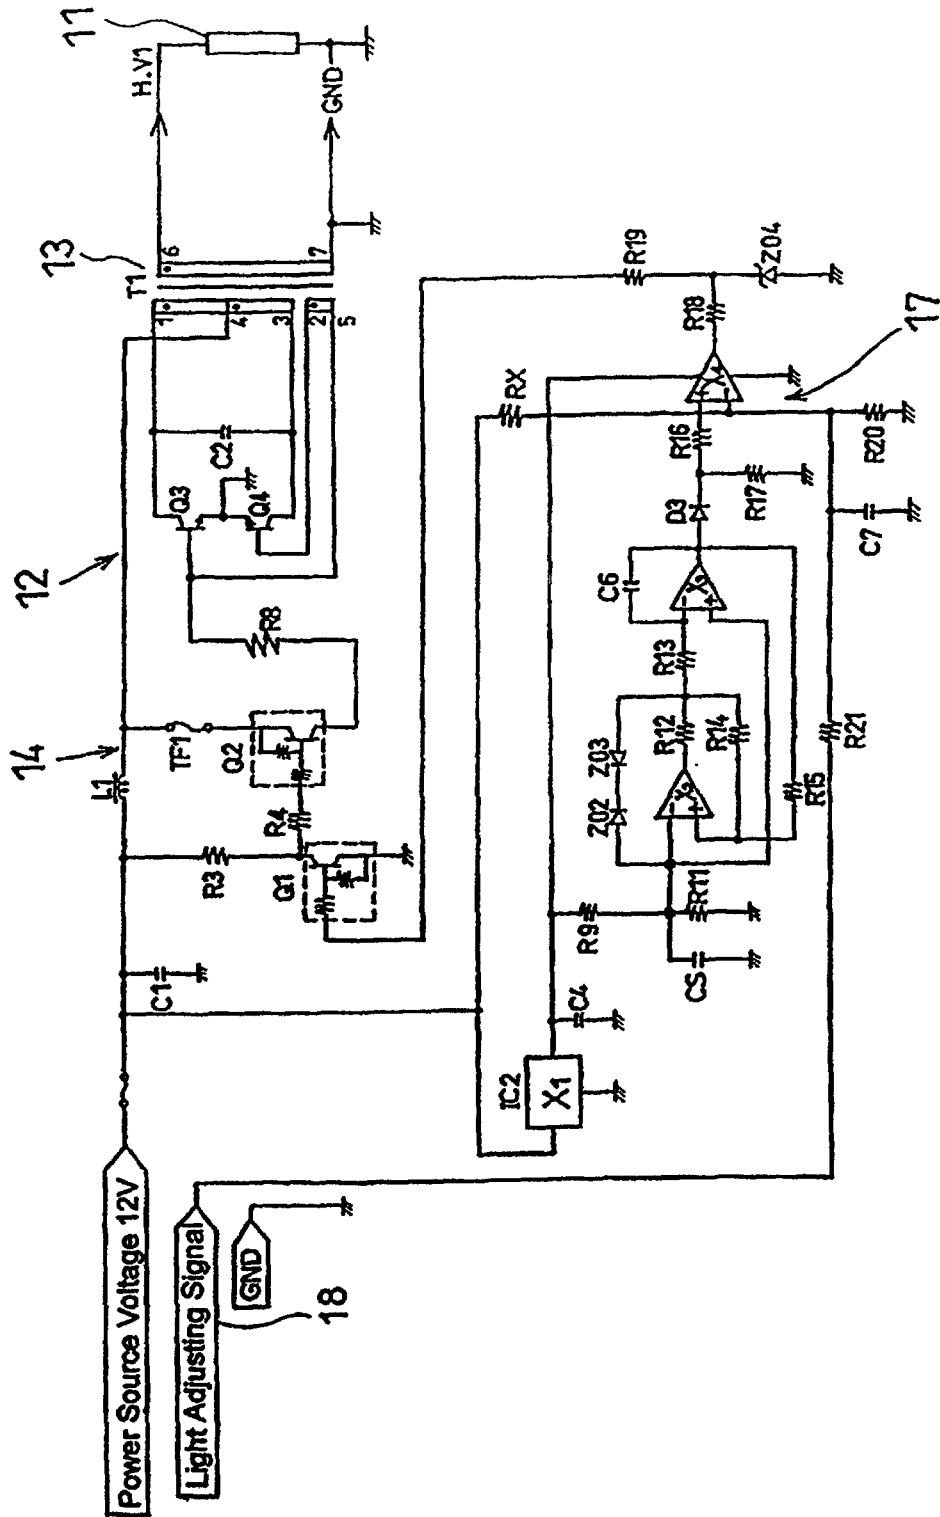 Power Source Voltage 12V
Light Adjusting Signal
GND
18
14
12
13
11
C1
L1
R3
Q1
R4
Q2
TF1
R8
Q3
Q4
C2
T1
1
4
3
2
5
6
7
H.V1
GND
IC2
X1
C4
R9
CS
R11
Z02
Z03
X2
R12
R14
R15
R13
C6
X3
D3
R16
R17
RX
X4
R18
R19
Z04
17
R20
C7
R21